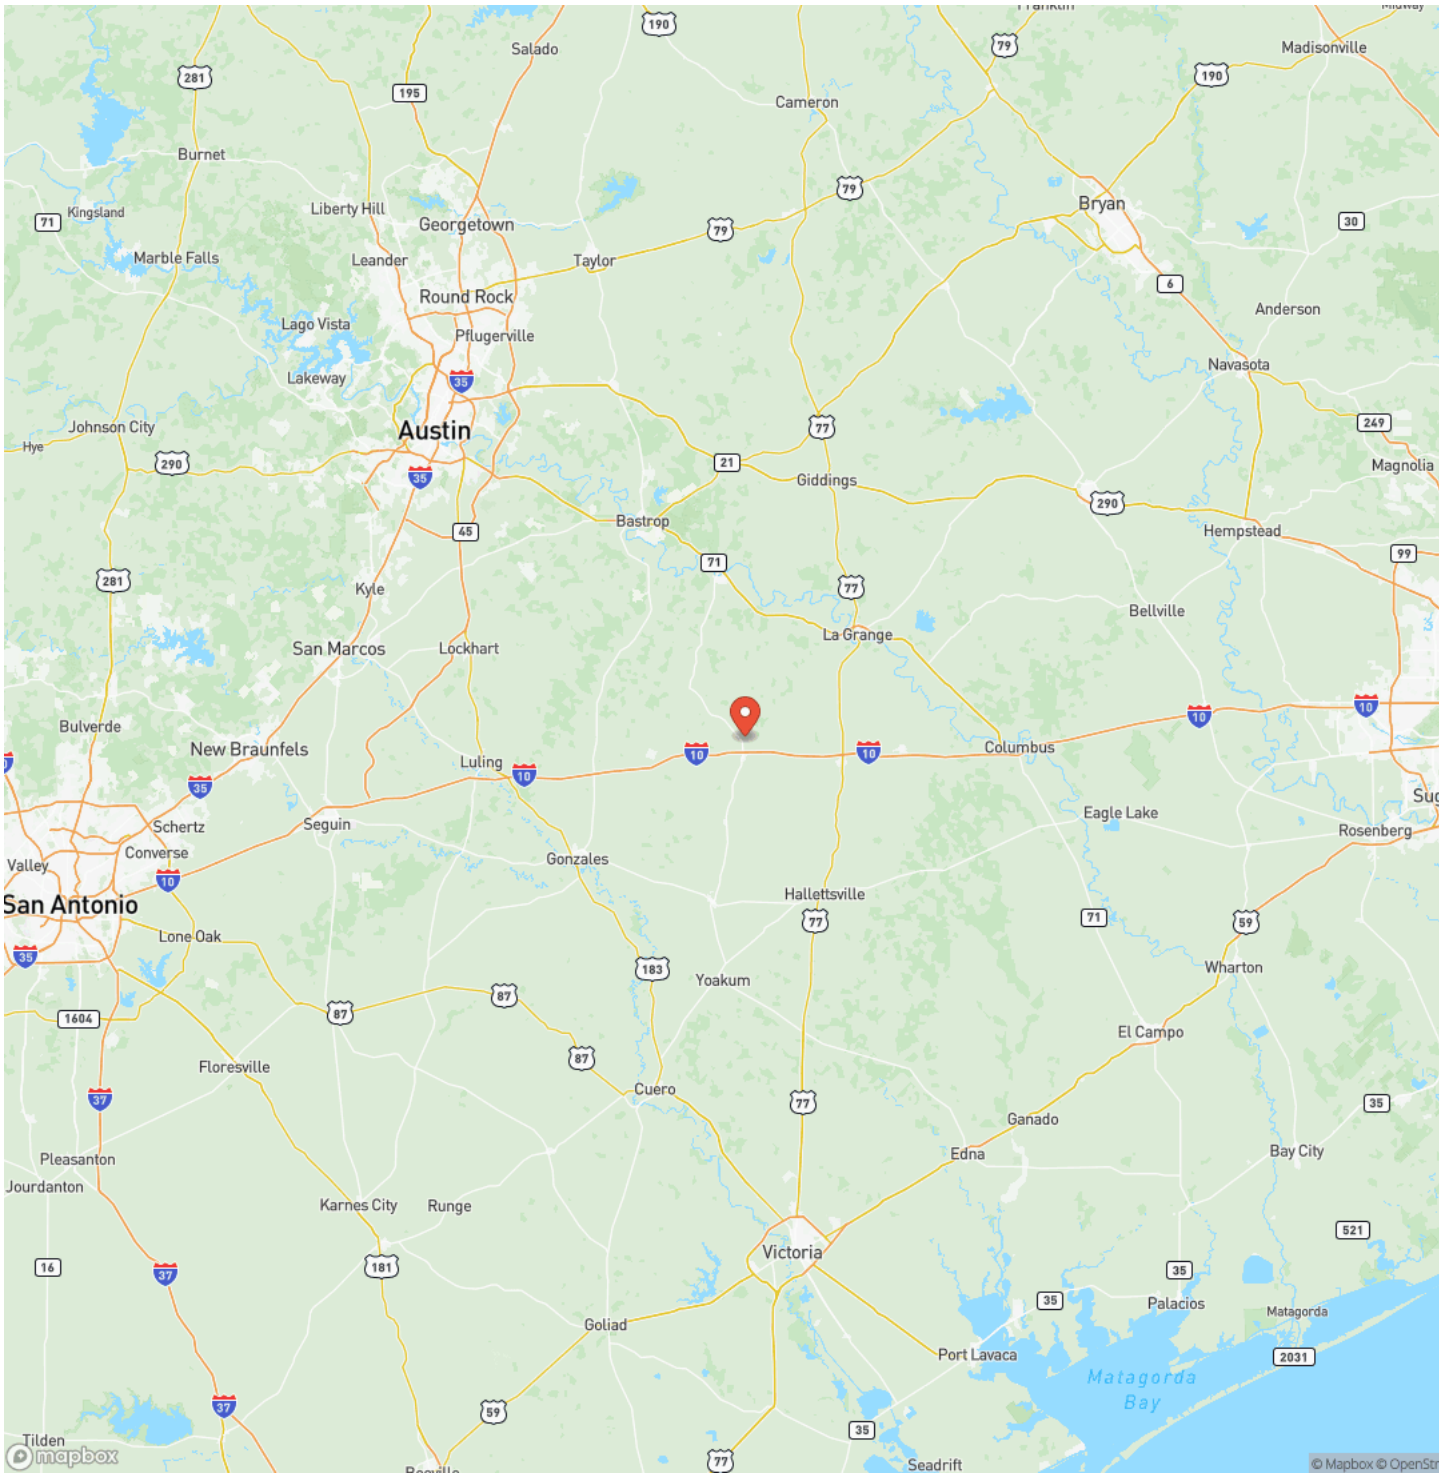 Franklin
Midway
190
Salado
79
Madisonville
281
195
190
Cameron
Burnet
79
Bryan
Kingsland
71
Liberty Hill
Georgetown
79
30
Marble Falls
Leander
Taylor
6
Round Rock
Anderson
Lago Vista
Pflugerville
Navasota
Lakeway
35
Johnson City
Austin
77
249
Hye
290
21
Magnolia
35
Giddings
290
Bastrop
Hempstead
45
99
71
281
77
Kyle
Bellville
La Grange
San Marcos
Lockhart
10
10
Bulverde
New Braunfels
10
10
Columbus
Luling
0
10
35
Sug
Schertz
Seguin
Eagle Lake
Rosenberg
Converse
Valley
Gonzales
10
Hallettsville
San Antonio
77
71
59
Lone Oak
35
183
Wharton
Yoakum
87
87
1604
El Campo
87
Floresville
Cuero
37
77
35
Ganado
Pleasanton
Edna
Bay City
Jourdanton
Karnes City
Runge
521
Victoria
16
37
181
35
35
Palacios
Matagorda
Goliad
Port Lavaca
2031
Matagorda
Bay
37
59
35
Tilden
mapbox
77
Seadrift
Beeville
© Mapbox © OpenStr